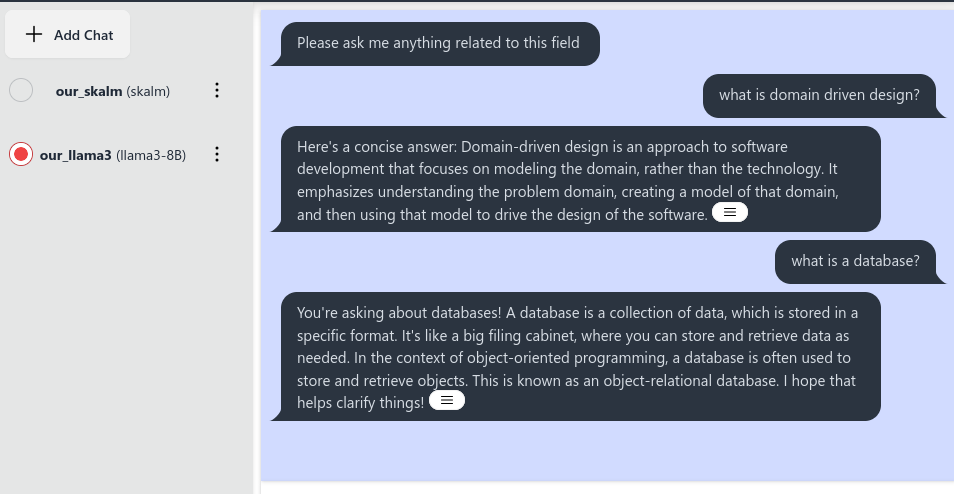 Add Chat
our_skalm (skalm)
our_llama3 (llama3-8B)
Please ask me anything related to this field
what is domain driven design?
Here's a concise answer: Domain-driven design is an approach to software
development that focuses on modeling the domain, rather than the technology. It
emphasizes understanding the problem domain, creating a model of that domain,
and then using that model to drive the design of the software.
what is a database?
You're asking about databases! A database is a collection of data, which is stored in a
specific format. It's like a big filing cabinet, where you can store and retrieve data as
needed. In the context of object-oriented programming, a database is often used to
store and retrieve objects. This is known as an object-relational database. I hope that
helps clarify things!